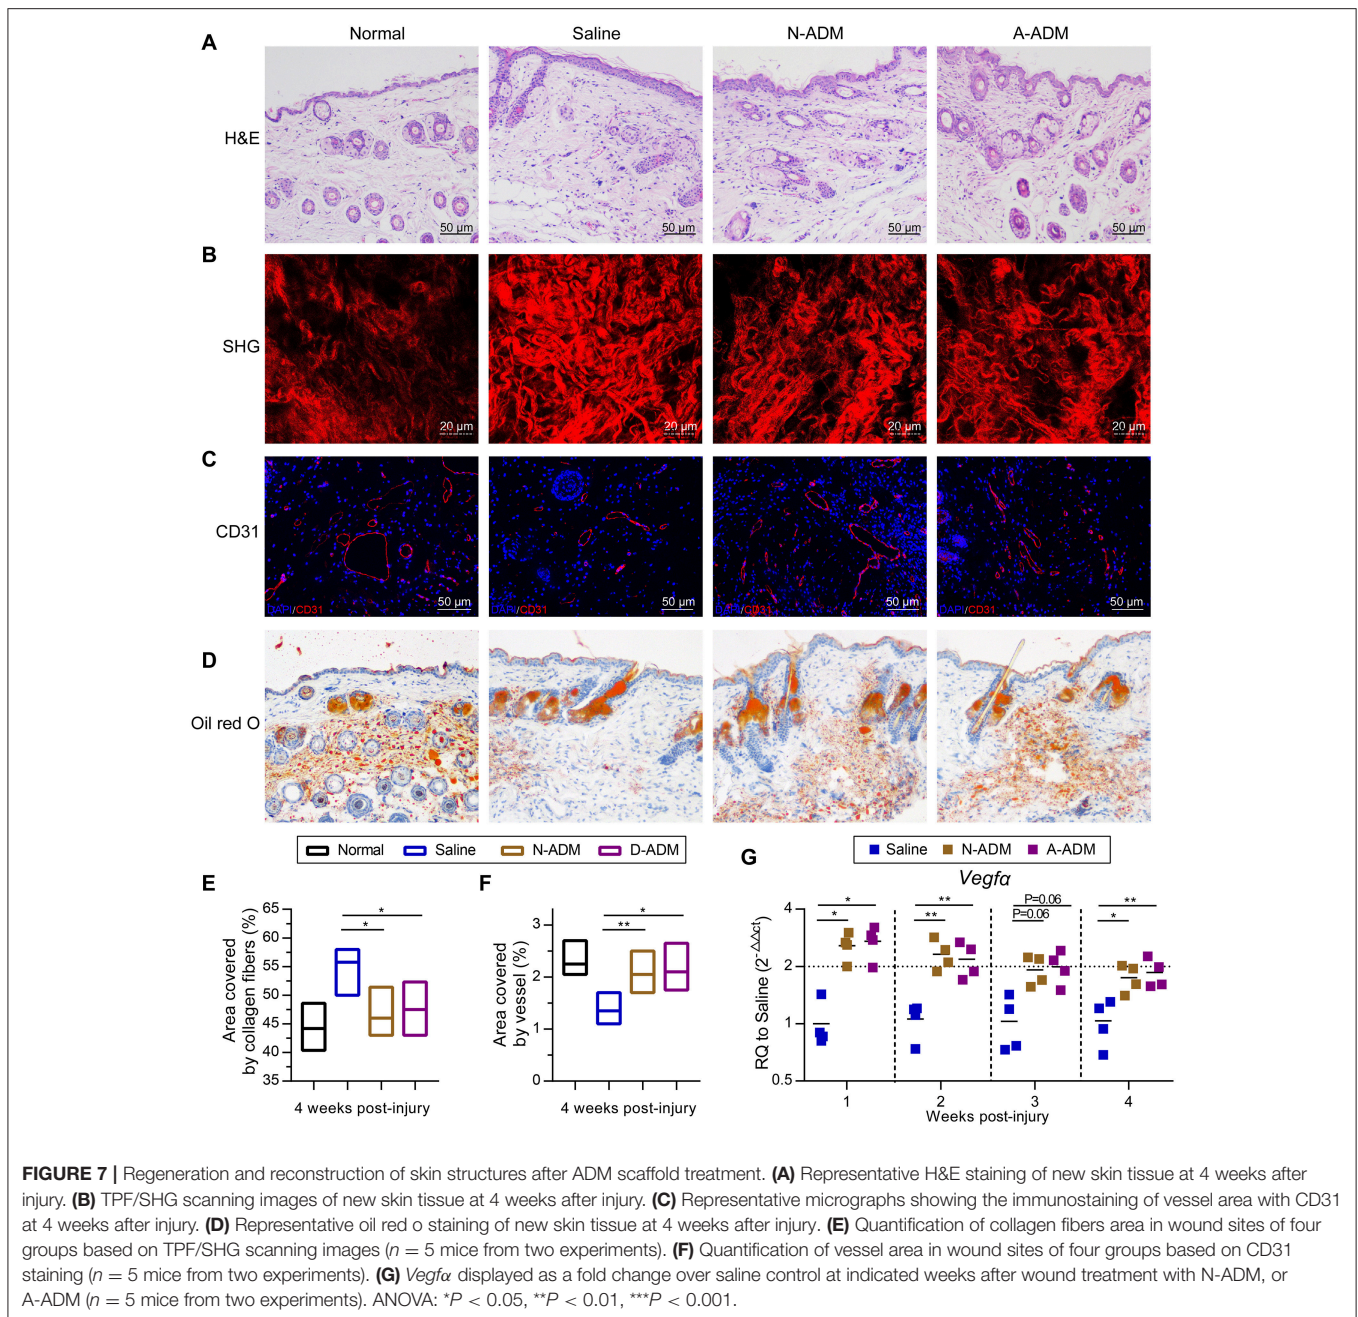 A
Normal
Saline
N-ADM
A-ADM
H&E
50 µm
50 µm
50 µm
50 µm
B
SHG
20 µm
20 µm
20 µm
20 µm
C
CD31
DAPI/CD31
50 µm
DAPI/CD31
50 µm
DAPI/CD31
50 µm
DAPI/CD31
50 µm
D
Oil red O
Normal
Saline
N-ADM
D-ADM
E
Area covered
by collagen fibers (%)
65
60
55
50
45
40
35
*
*
4 weeks post-injury
F
Area covered
by vessel (%)
3
2
1
0
*
**
4 weeks post-injury
G
Saline
N-ADM
A-ADM
Vegfα
RQ to Saline (2⁻ΔΔct)
4
2
1
0.5
*
*
**
**
P=0.06
P=0.06
**
*
1
2
3
4
Weeks post-injury
FIGURE 7 | Regeneration and reconstruction of skin structures after ADM scaffold treatment. (A) Representative H&E staining of new skin tissue at 4 weeks after
injury. (B) TPF/SHG scanning images of new skin tissue at 4 weeks after injury. (C) Representative micrographs showing the immunostaining of vessel area with CD31
at 4 weeks after injury. (D) Representative oil red o staining of new skin tissue at 4 weeks after injury. (E) Quantification of collagen fibers area in wound sites of four
groups based on TPF/SHG scanning images (n = 5 mice from two experiments). (F) Quantification of vessel area in wound sites of four groups based on CD31
staining (n = 5 mice from two experiments). (G) Vegfα displayed as a fold change over saline control at indicated weeks after wound treatment with N-ADM, or
A-ADM (n = 5 mice from two experiments). ANOVA: *P < 0.05, **P < 0.01, ***P < 0.001.